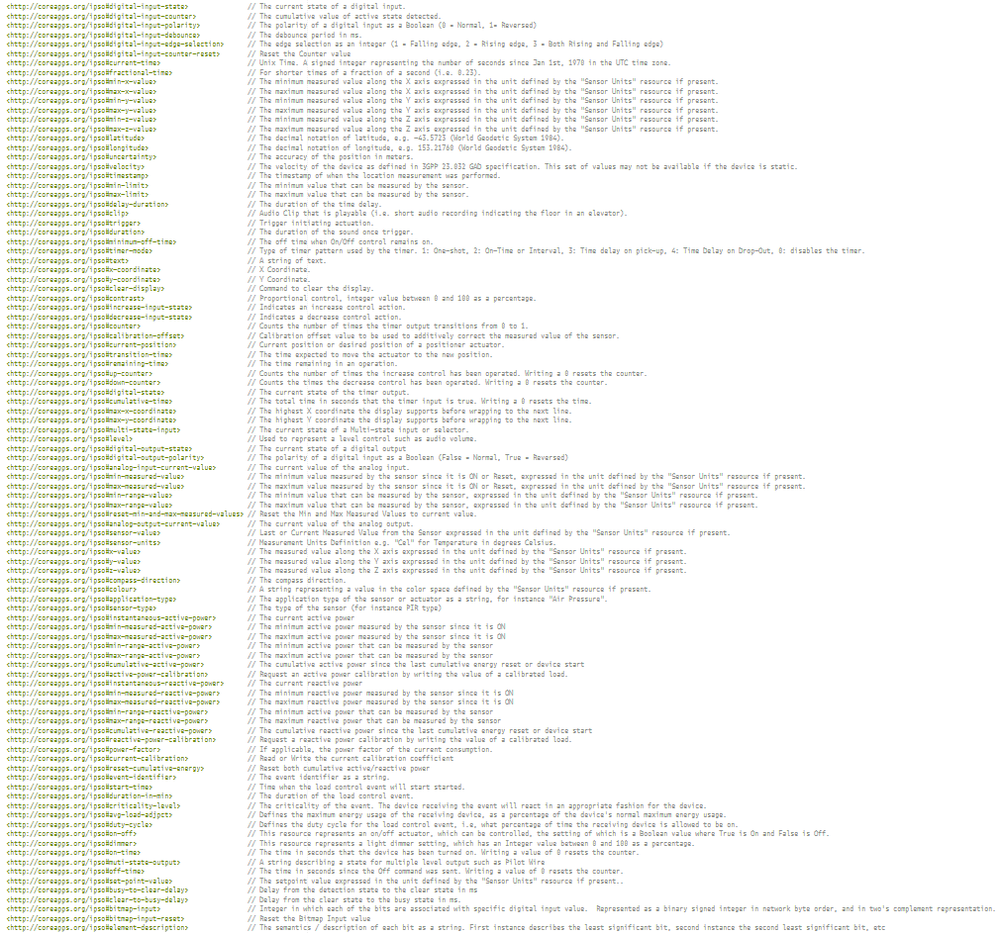 <http://coreapps.org/ipso#digital-input-state> // The current state of a digital input.
<http://coreapps.org/ipso#digital-input-counter> // The cumulative value of active state detected.
<http://coreapps.org/ipso#digital-input-polarity> // The polarity of a digital input as a Boolean (0 = Normal, 1= Reversed)
<http://coreapps.org/ipso#digital-input-debounce> // The debounce period in ms.
<http://coreapps.org/ipso#digital-input-edge-selection> // The edge selection as an integer (1 = Falling edge, 2 = Rising edge, 3 = Both Rising and Falling edge)
<http://coreapps.org/ipso#digital-input-counter-reset> // Reset the Counter value
<http://coreapps.org/ipso#current-time> // Unix Time. A signed integer representing the number of seconds since Jan 1st, 1970 in the UTC time zone.
<http://coreapps.org/ipso#fractional-time> // For shorter times of a fraction of a second (i.e. 0.23).
<http://coreapps.org/ipso#min-x-value> // The minimum measured value along the X axis expressed in the unit defined by the "Sensor Units" resource if present.
<http://coreapps.org/ipso#max-x-value> // The maximum measured value along the X axis expressed in the unit defined by the "Sensor Units" resource if present.
<http://coreapps.org/ipso#min-y-value> // The minimum measured value along the Y axis expressed in the unit defined by the "Sensor Units" resource if present.
<http://coreapps.org/ipso#max-y-value> // The maximum measured value along the Y axis expressed in the unit defined by the "Sensor Units" resource if present.
<http://coreapps.org/ipso#min-z-value> // The minimum measured value along the Z axis expressed in the unit defined by the "Sensor Units" resource if present.
<http://coreapps.org/ipso#max-z-value> // The maximum measured value along the Z axis expressed in the unit defined by the "Sensor Units" resource if present.
<http://coreapps.org/ipso#latitude> // The decimal notation of latitude, e.g. -43.5723 (World Geodetic System 1984).
<http://coreapps.org/ipso#longitude> // The decimal notation of longitude, e.g. 153.21760 (World Geodetic System 1984).
<http://coreapps.org/ipso#uncertainty> // The accuracy of the position in meters.
<http://coreapps.org/ipso#velocity> // The velocity of the device as defined in 3GPP 23.032 GAD specification. This set of values may not be available if the device is static.
<http://coreapps.org/ipso#timestamp> // The timestamp of when the location measurement was performed.
<http://coreapps.org/ipso#min-limit> // The minimum value that can be measured by the sensor.
<http://coreapps.org/ipso#max-limit> // The maximum value that can be measured by the sensor.
<http://coreapps.org/ipso#delay-duration> // The duration of the time delay.
<http://coreapps.org/ipso#clip> // Audio Clip that is playable (i.e. short audio recording indicating the floor in an elevator).
<http://coreapps.org/ipso#trigger> // Trigger initiating actuation.
<http://coreapps.org/ipso#duration> // The duration of the sound once trigger.
<http://coreapps.org/ipso#minimum-off-time> // The off time when On/Off control remains on.
<http://coreapps.org/ipso#timer-mode> // Type of timer pattern used by the timer. 1: One-shot, 2: On-Time or Interval, 3: Time delay on pick-up, 4: Time Delay on Drop-Out, 0: disables the timer.
<http://coreapps.org/ipso#text> // A string of text.
<http://coreapps.org/ipso#x-coordinate> // X Coordinate.
<http://coreapps.org/ipso#y-coordinate> // Y Coordinate.
<http://coreapps.org/ipso#clear-display> // Command to clear the display.
<http://coreapps.org/ipso#contrast> // Proportional control, integer value between 0 and 100 as a percentage.
<http://coreapps.org/ipso#increase-input-state> // Indicates an increase control action.
<http://coreapps.org/ipso#decrease-input-state> // Indicates a decrease control action.
<http://coreapps.org/ipso#counter> // Counts the number of times the timer output transitions from 0 to 1.
<http://coreapps.org/ipso#calibration-offset> // Calibration offset value to be used to additively correct the measured value of the sensor.
<http://coreapps.org/ipso#current-position> // Current position or desired position of a positioner actuator.
<http://coreapps.org/ipso#transition-time> // The time expected to move the actuator to the new position.
<http://coreapps.org/ipso#remaining-time> // The time remaining in an operation.
<http://coreapps.org/ipso#up-counter> // Counts the number of times the increase control has been operated. Writing a 0 resets the counter.
<http://coreapps.org/ipso#down-counter> // Counts the times the decrease control has been operated. Writing a 0 resets the counter.
<http://coreapps.org/ipso#digital-state> // The current state of the timer output.
<http://coreapps.org/ipso#cumulative-time> // The total time in seconds that the timer input is true. Writing a 0 resets the time.
<http://coreapps.org/ipso#max-x-coordinate> // The highest X coordinate the display supports before wrapping to the next line.
<http://coreapps.org/ipso#max-y-coordinate> // The highest Y coordinate the display supports before wrapping to the next line.
<http://coreapps.org/ipso#multi-state-input> // The current state of a Multi-state input or selector.
<http://coreapps.org/ipso#level> // Used to represent a level control such as audio volume.
<http://coreapps.org/ipso#digital-output-state> // The current state of a digital output
<http://coreapps.org/ipso#digital-output-polarity> // The polarity of a digital input as a Boolean (False = Normal, True = Reversed)
<http://coreapps.org/ipso#analog-input-current-value> // The current value of the analog input.
<http://coreapps.org/ipso#min-measured-value> // The minimum value measured by the sensor since it is ON or Reset, expressed in the unit defined by the "Sensor Units" resource if present.
<http://coreapps.org/ipso#max-measured-value> // The maximum value measured by the sensor since it is ON or Reset, expressed in the unit defined by the "Sensor Units" resource if present.
<http://coreapps.org/ipso#min-range-value> // The minimum value that can be measured by the sensor, expressed in the unit defined by the "Sensor Units" resource if present.
<http://coreapps.org/ipso#max-range-value> // The maximum value that can be measured by the sensor, expressed in the unit defined by the "Sensor Units" resource if present.
<http://coreapps.org/ipso#reset-min-and-max-measured-values> // Reset the Min and Max Measured Values to current value.
<http://coreapps.org/ipso#analog-output-current-value> // The current value of the analog output.
<http://coreapps.org/ipso#sensor-value> // Last or Current Measured Value from the Sensor expressed in the unit defined by the "Sensor Units" resource if present.
<http://coreapps.org/ipso#sensor-units> // Measurement Units Definition e.g. "Cel" for Temperature in degrees Celsius.
<http://coreapps.org/ipso#x-value> // The measured value along the X axis expressed in the unit defined by the "Sensor Units" resource if present.
<http://coreapps.org/ipso#y-value> // The measured value along the Y axis expressed in the unit defined by the "Sensor Units" resource if present.
<http://coreapps.org/ipso#z-value> // The measured value along the Z axis expressed in the unit defined by the "Sensor Units" resource if present.
<http://coreapps.org/ipso#compass-direction> // The compass direction.
<http://coreapps.org/ipso#colour> // A string representing a value in the color space defined by the "Sensor Units" resource if present.
<http://coreapps.org/ipso#application-type> // The application type of the sensor or actuator as a string, for instance "Air Pressure".
<http://coreapps.org/ipso#sensor-type> // The type of the sensor (for instance PIR type)
<http://coreapps.org/ipso#instantaneous-active-power> // The current active power
<http://coreapps.org/ipso#min-measured-active-power> // The minimum active power measured by the sensor since it is ON
<http://coreapps.org/ipso#max-measured-active-power> // The maximum active power measured by the sensor since it is ON
<http://coreapps.org/ipso#min-range-active-power> // The minimum active power that can be measured by the sensor
<http://coreapps.org/ipso#max-range-active-power> // The maximum active power that can be measured by the sensor
<http://coreapps.org/ipso#cumulative-active-power> // The cumulative active power since the last cumulative energy reset or device start
<http://coreapps.org/ipso#active-power-calibration> // Request an active power calibration by writing the value of a calibrated load.
<http://coreapps.org/ipso#instantaneous-reactive-power> // The current reactive power
<http://coreapps.org/ipso#min-measured-reactive-power> // The minimum reactive power measured by the sensor since it is ON
<http://coreapps.org/ipso#max-measured-reactive-power> // The maximum reactive power measured by the sensor since it is ON
<http://coreapps.org/ipso#min-range-reactive-power> // The minimum active power that can be measured by the sensor
<http://coreapps.org/ipso#max-range-reactive-power> // The maximum reactive power that can be measured by the sensor
<http://coreapps.org/ipso#cumulative-reactive-power> // The cumulative reactive power since the last cumulative energy reset or device start
<http://coreapps.org/ipso#reactive-power-calibration> // Request a reactive power calibration by writing the value of a calibrated load.
<http://coreapps.org/ipso#power-factor> // If applicable, the power factor of the current consumption.
<http://coreapps.org/ipso#current-calibration> // Read or Write the current calibration coefficient
<http://coreapps.org/ipso#reset-cumulative-energy> // Reset both cumulative active/reactive power
<http://coreapps.org/ipso#event-identifier> // The event identifier as a string.
<http://coreapps.org/ipso#start-time> // Time when the load control event will start started.
<http://coreapps.org/ipso#duration-in-min> // The duration of the load control event.
<http://coreapps.org/ipso#criticality-level> // The criticality of the event. The device receiving the event will react in an appropriate fashion for the device.
<http://coreapps.org/ipso#avg-load-adjpct> // Defines the maximum energy usage of the receiving device, as a percentage of the device's normal maximum energy usage.
<http://coreapps.org/ipso#duty-cycle> // Defines the duty cycle for the load control event, i.e, what percentage of time the receiving device is allowed to be on.
<http://coreapps.org/ipso#on-off> // This resource represents an on/off actuator, which can be controlled, the setting of which is a Boolean value where True is On and False is Off.
<http://coreapps.org/ipso#dimmer> // This resource represents a light dimmer setting, which has an Integer value between 0 and 100 as a percentage.
<http://coreapps.org/ipso#on-time> // The time in seconds that the device has been turned on. Writing a value of 0 resets the counter.
<http://coreapps.org/ipso#muti-state-output> // A string describing a state for multiple level output such as Pilot Wire
<http://coreapps.org/ipso#off-time> // The time in seconds since the Off command was sent. Writing a value of 0 resets the counter.
<http://coreapps.org/ipso#set-point-value> // The setpoint value expressed in the unit defined by the "Sensor Units" resource if present..
<http://coreapps.org/ipso#busy-to-clear-delay> // Delay from the detection state to the clear state in ms
<http://coreapps.org/ipso#clear-to-busy-delay> // Delay from the clear state to the busy state in ms.
<http://coreapps.org/ipso#bitmap-input> // Integer in which each of the bits are associated with specific digital input value. Represented as a binary signed integer in network byte order, and in two's complement representation.
<http://coreapps.org/ipso#bitmap-input-reset> // Reset the Bitmap Input value
<http://coreapps.org/ipso#element-description> // The semantics / description of each bit as a string. First instance describes the least significant bit, second instance the second least significant bit, etc